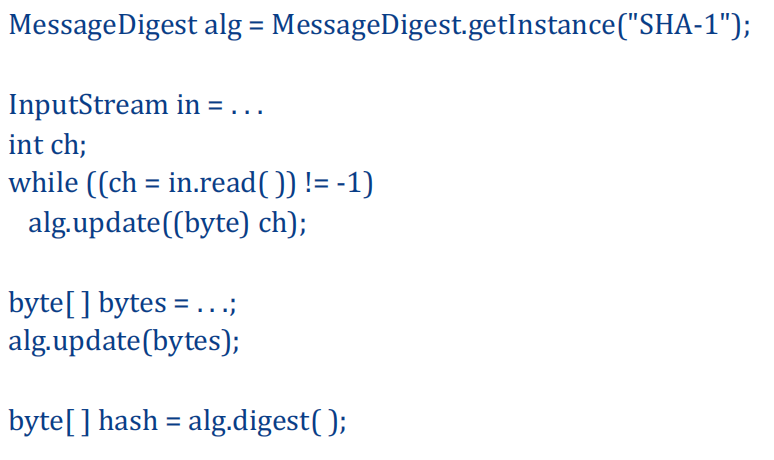 MessageDigest alg = MessageDigest.getInstance("SHA-1");
InputStream in = . . .
int ch;
while ((ch = in.read( )) != -1)
alg.update((byte) ch);
byte[ ] bytes = . . .;
alg.update(bytes);
byte[ ] hash = alg.digest( );